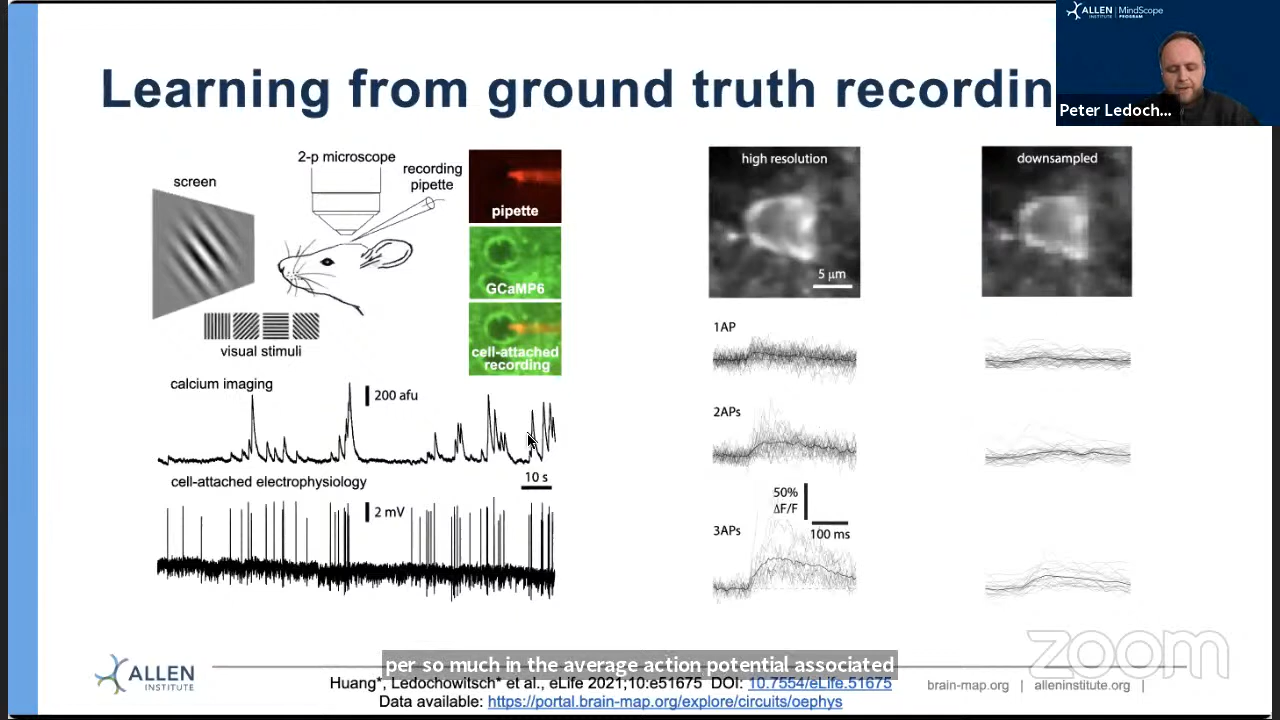 Learning from ground truth recordin
ALLEN INSTITUTE | MindScope PROGRAM
Peter Ledoch...
2-p microscope
recording
pipette
screen
visual stimuli
pipette
GCaMP6
cell-attached
recording
calcium imaging
200 afu
10 s
cell-attached electrophysiology
2 mV
high resolution
5 μm
downsampled
1AP
2APs
3APs
50%
ΔF/F
100 ms
zoom
per so much in the average action potential associated
ALLEN
INSTITUTE
Huang*, Ledochowitsch* et al., eLife 2021;10:e51675 DOI: 10.7554/eLife.51675
Data available: https://portal.brain-map.org/explore/circuits/oephys
brain-map.org | alleninstitute.org |